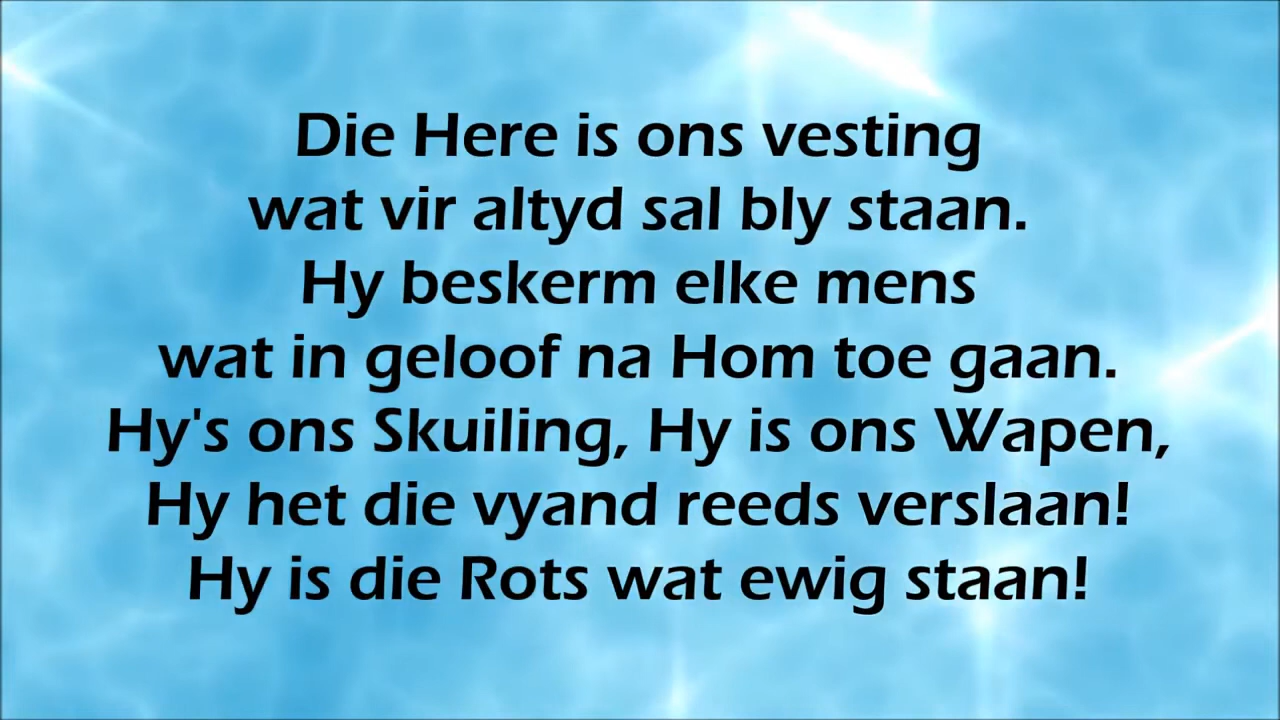 Die Here is ons vesting
wat vir altyd sal bly staan.
Hy beskerm elke mens
wat in geloof na Hom toe gaan.
Hy's ons Skuiling, Hy is ons Wapen,
Hy het die vyand reeds verslaan!
Hy is die Rots wat ewig staan!